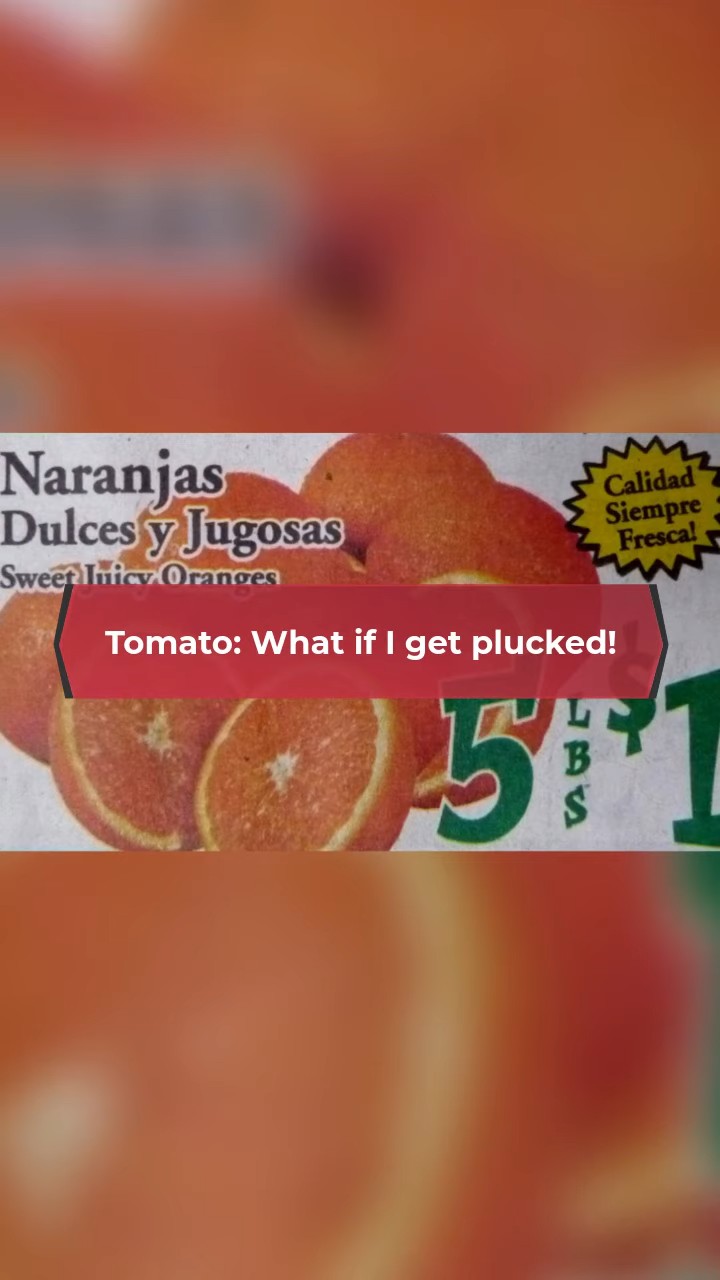 Naranjas
Dulces y Jugosas
Sweet Juicy Oranges
Calidad
Siempre
Fresca!
Tomato: What if I get plucked!
5 LBS $1